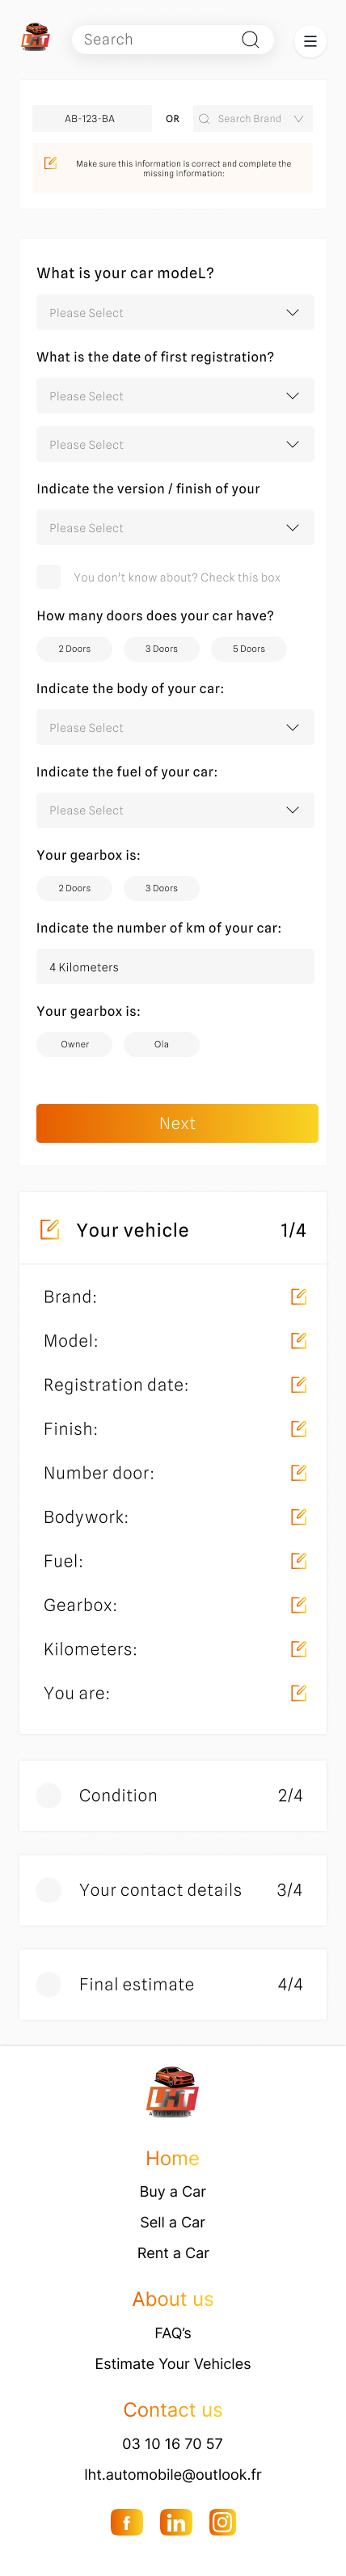 LHT
Search
AB-123-BA OR Search Brand
Make sure this information is correct and complete the
missing information:
What is your car modeL?
Please Select
What is the date of first registration?
Please Select
Please Select
Indicate the version / finish of your
Please Select
You don't know about? Check this box
How many doors does your car have?
2 Doors 3 Doors 5 Doors
Indicate the body of your car:
Please Select
Indicate the fuel of your car:
Please Select
Your gearbox is:
2 Doors 3 Doors
Indicate the number of km of your car:
4 Kilometers
Your gearbox is:
Owner Ola
Next
Your vehicle 1/4
Brand:
Model:
Registration date:
Finish:
Number door:
Bodywork:
Fuel:
Gearbox:
Kilometers:
You are:
Condition 2/4
Your contact details 3/4
Final estimate 4/4
LHT
AUTOMOBILE
Home
Buy a Car
Sell a Car
Rent a Car
About us
FAQ's
Estimate Your Vehicles
Contact us
03 10 16 70 57
lht.automobile@outlook.fr